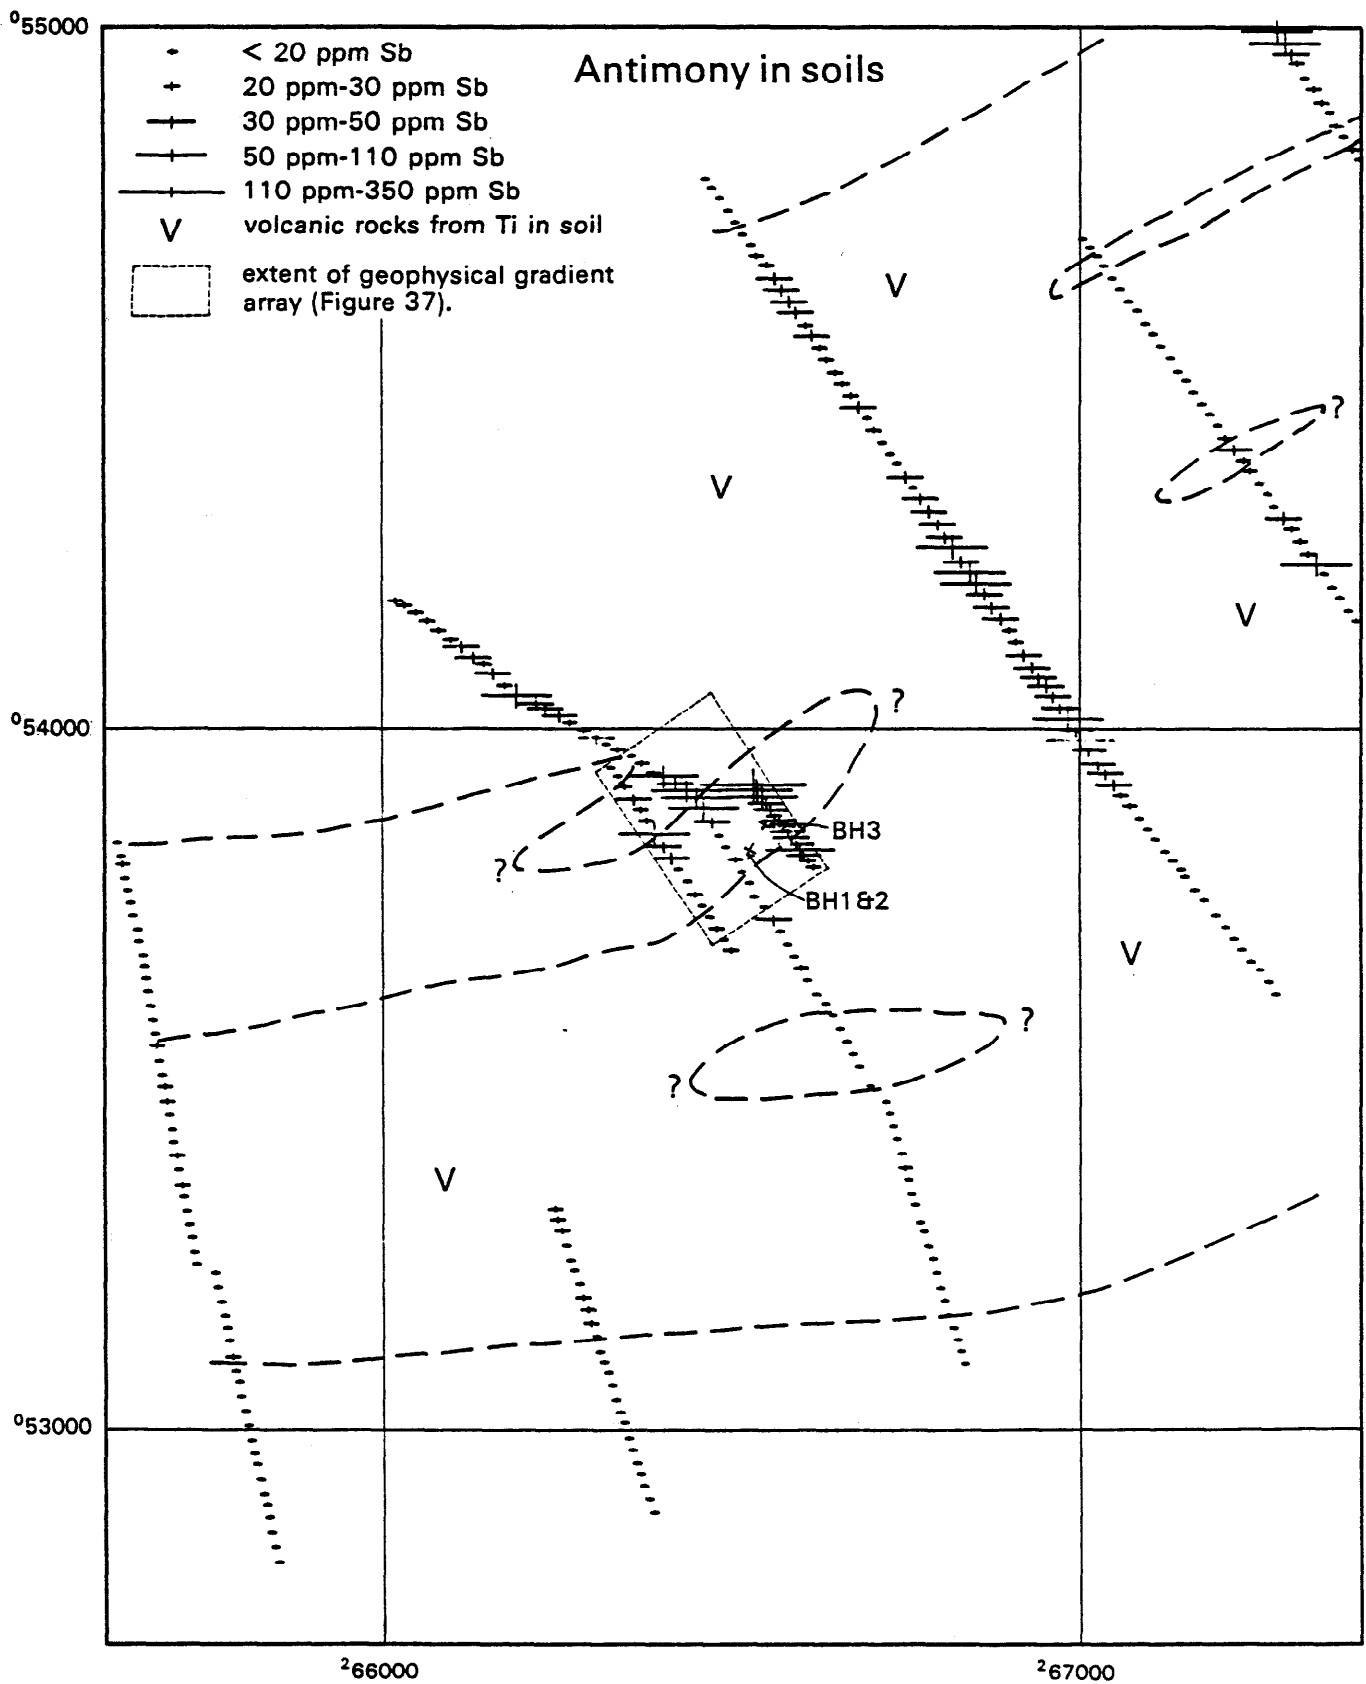 ⁰55000
< 20 ppm Sb
20 ppm-30 ppm Sb
30 ppm-50 ppm Sb
50 ppm-110 ppm Sb
110 ppm-350 ppm Sb
V volcanic rocks from Ti in soil
extent of geophysical gradient
array (Figure 37).
Antimony in soils
V
?
V
V
⁰54000
?
BH3
?
BH1&2
V
?
?
V
⁰53000
²66000
²67000